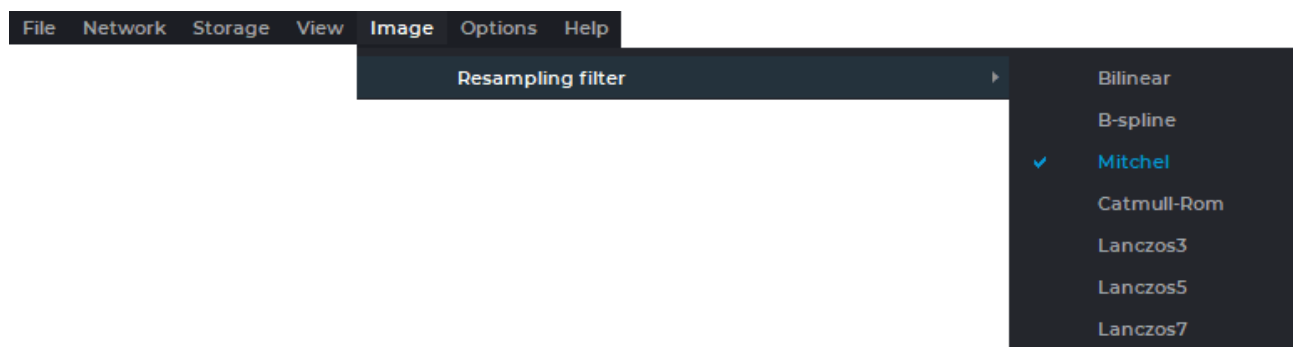 File Network Storage View Image Options Help
Resampling filter
Bilinear
B-spline
Mitchel
Catmull-Rom
Lanczos3
Lanczos5
Lanczos7